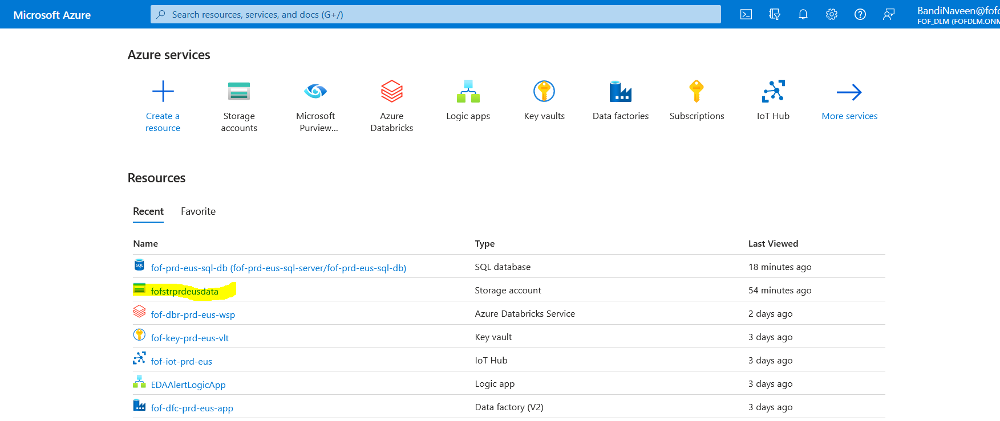 Microsoft Azure
Search resources, services, and docs (G+/)
BandiNaveen@fofd
FOF_DLM (FOFDLM.ONM
Azure services
Create a resource
Storage accounts
Microsoft Purview...
Azure Databricks
Logic apps
Key vaults
Data factories
Subscriptions
IoT Hub
More services
Resources
Recent Favorite
Name Type Last Viewed
SQL fof-prd-eus-sql-db (fof-prd-eus-sql-server/fof-prd-eus-sql-db) SQL database 18 minutes ago
fofstrprdeusdata Storage account 54 minutes ago
fof-dbr-prd-eus-wsp Azure Databricks Service 2 days ago
fof-key-prd-eus-vlt Key vault 3 days ago
fof-iot-prd-eus IoT Hub 3 days ago
EDAAlertLogicApp Logic app 3 days ago
fof-dfc-prd-eus-app Data factory (V2) 3 days ago